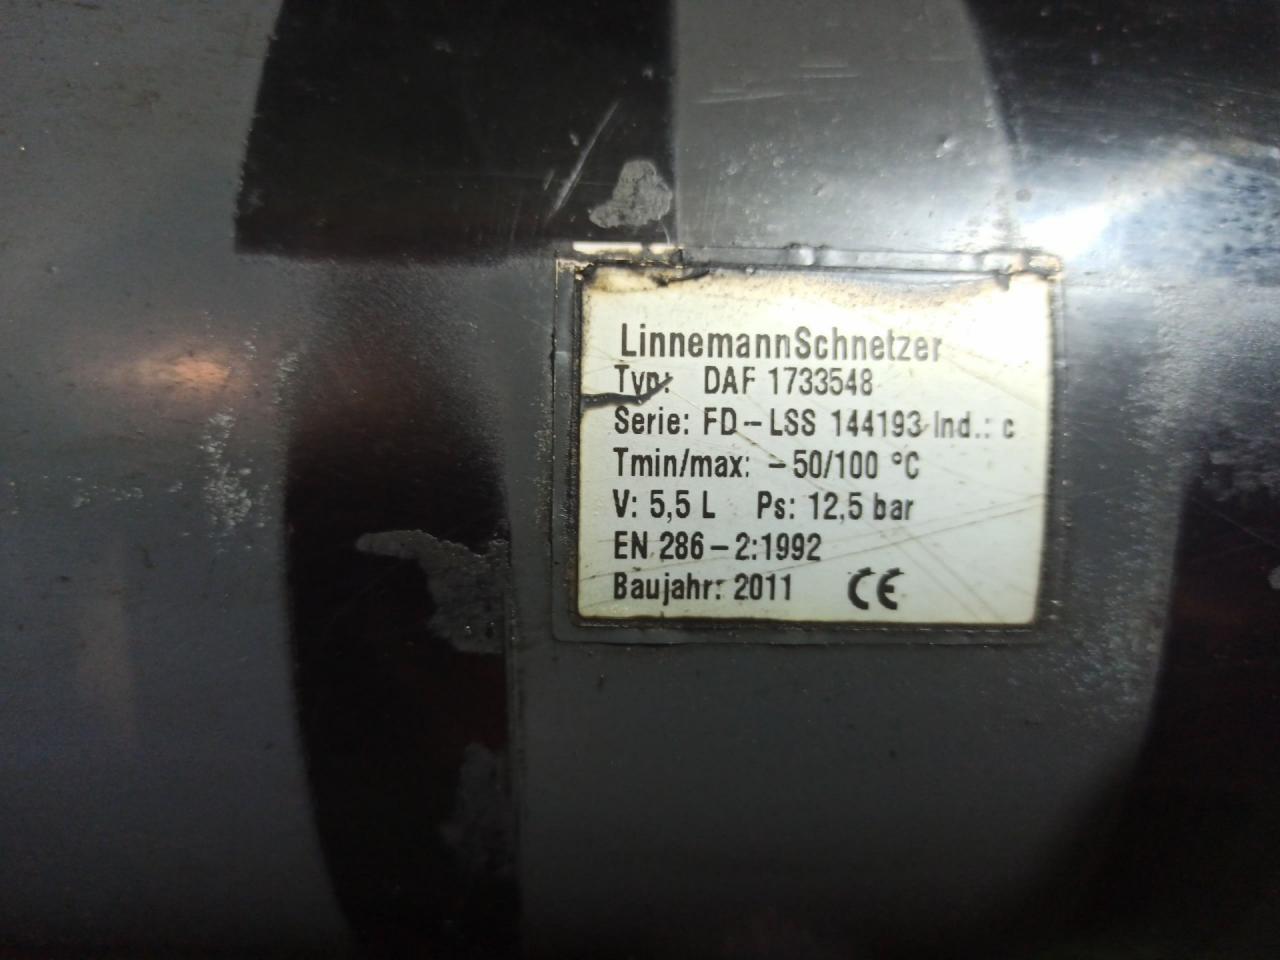 LinnemannSchnetzer
Typ: DAF 1733548
Serie: FD-LSS 144193 Ind.: c
Tmin/max: -50/100 °C
V: 5,5 L Ps: 12,5 bar
EN 286-2:1992
Baujahr: 2011 CE